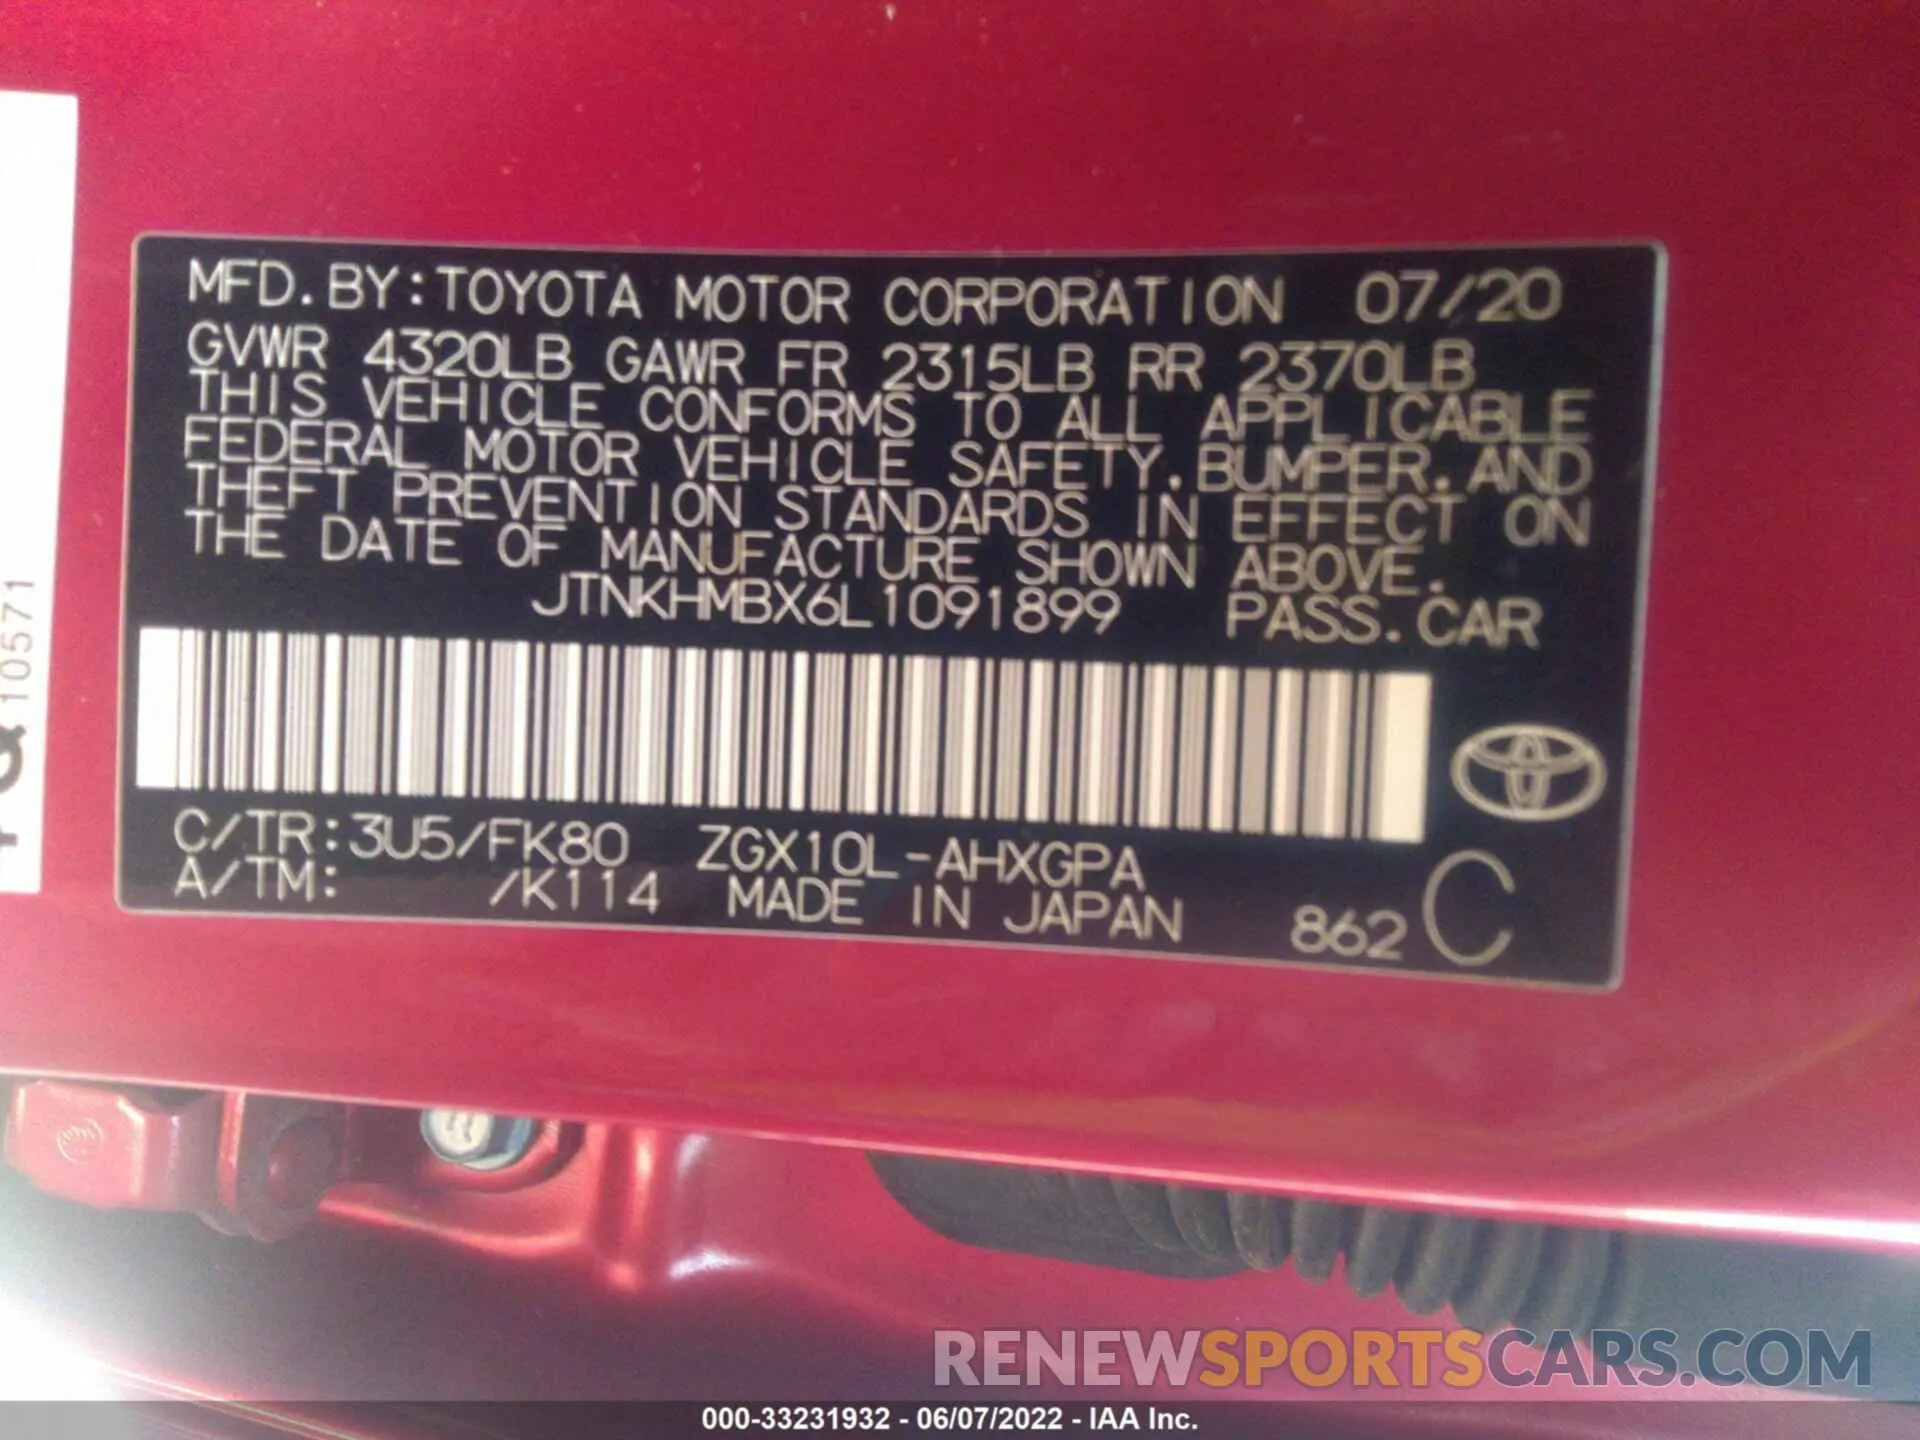 MFD. BY: TOYOTA MOTOR CORPORATION 07/20
GVWR 4320LB GAWR FR 2315LB RR 2370LB
THIS VEHICLE CONFORMS TO ALL APPLICABLE
FEDERAL MOTOR VEHICLE SAFETY, BUMPER, AND
THEFT PREVENTION STANDARDS IN EFFECT ON
THE DATE OF MANUFACTURE SHOWN ABOVE.
JTNKHMBX6L1091899 PASS. CAR
C/TR: 3U5/FK80 ZGX10L-AHXGPA
A/TM: /K114 MADE IN JAPAN 862 C
10571
RENEWSPORTSCARS.COM
000-33231932 - 06/07/2022 - IAA Inc.